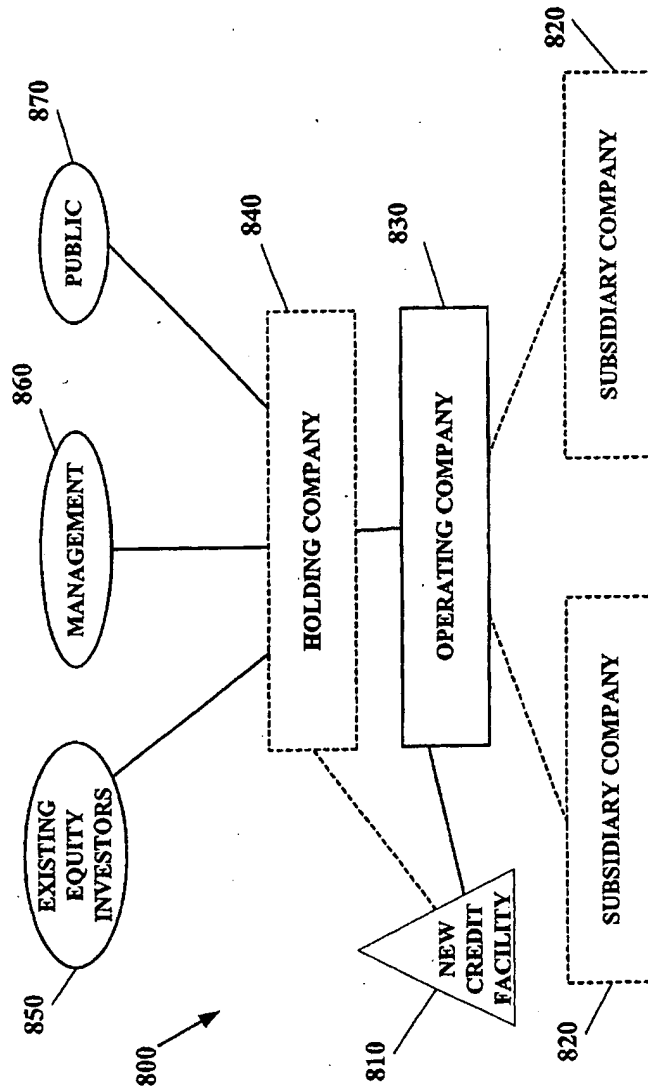 800
850
EXISTING
EQUITY
INVESTORS
860
MANAGEMENT
870
PUBLIC
840
HOLDING COMPANY
830
OPERATING COMPANY
810
NEW
CREDIT
FACILITY
820
SUBSIDIARY COMPANY
820
SUBSIDIARY COMPANY